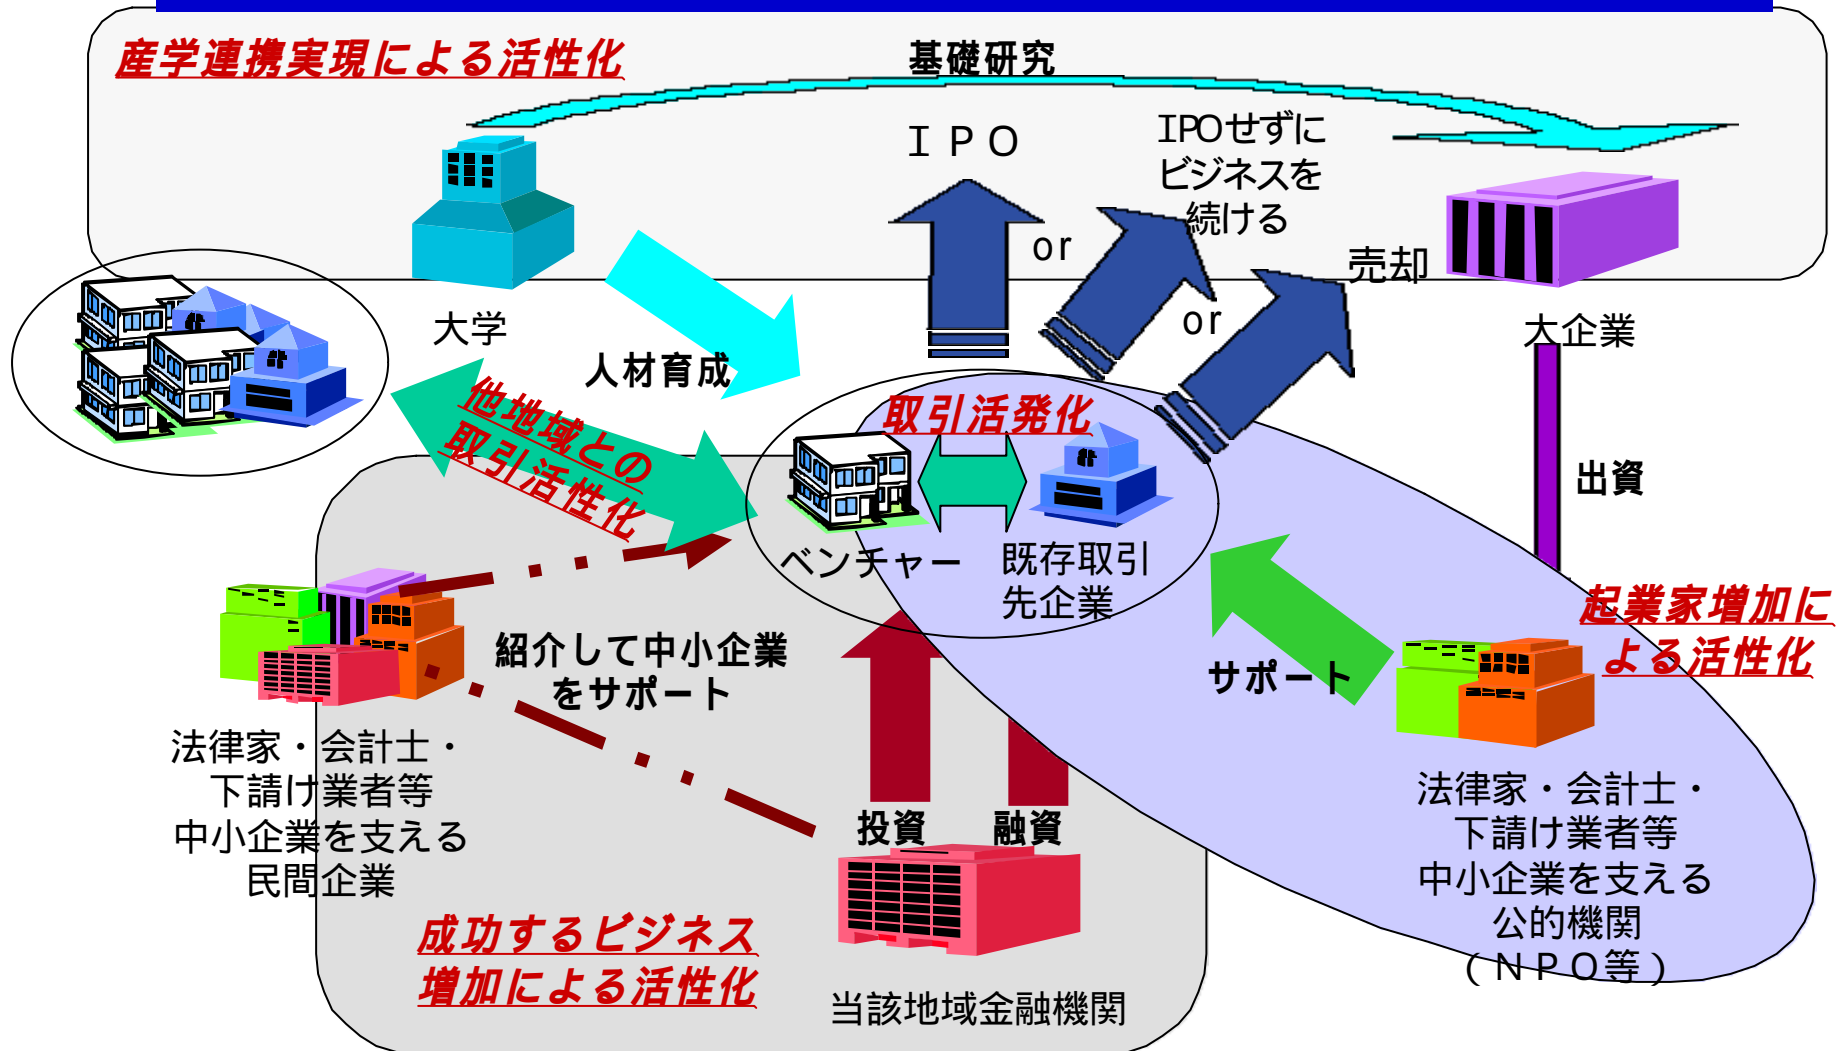 産学連携実現による活性化
基礎研究
ＩＰＯ
IPOせずに
ビジネスを
続ける
or
売却
or
大学
大企業
人材育成
他地域との
取引活性化
取引活発化
出資
ベンチャー
既存取引
先企業
起業家増加に
よる活性化
紹介して中小企業
をサポート
サポート
法律家・会計士・
下請け業者等
中小企業を支える
民間企業
投資
融資
法律家・会計士・
下請け業者等
中小企業を支える
公的機関
（ＮＰＯ等）
成功するビジネス
増加による活性化
当該地域金融機関